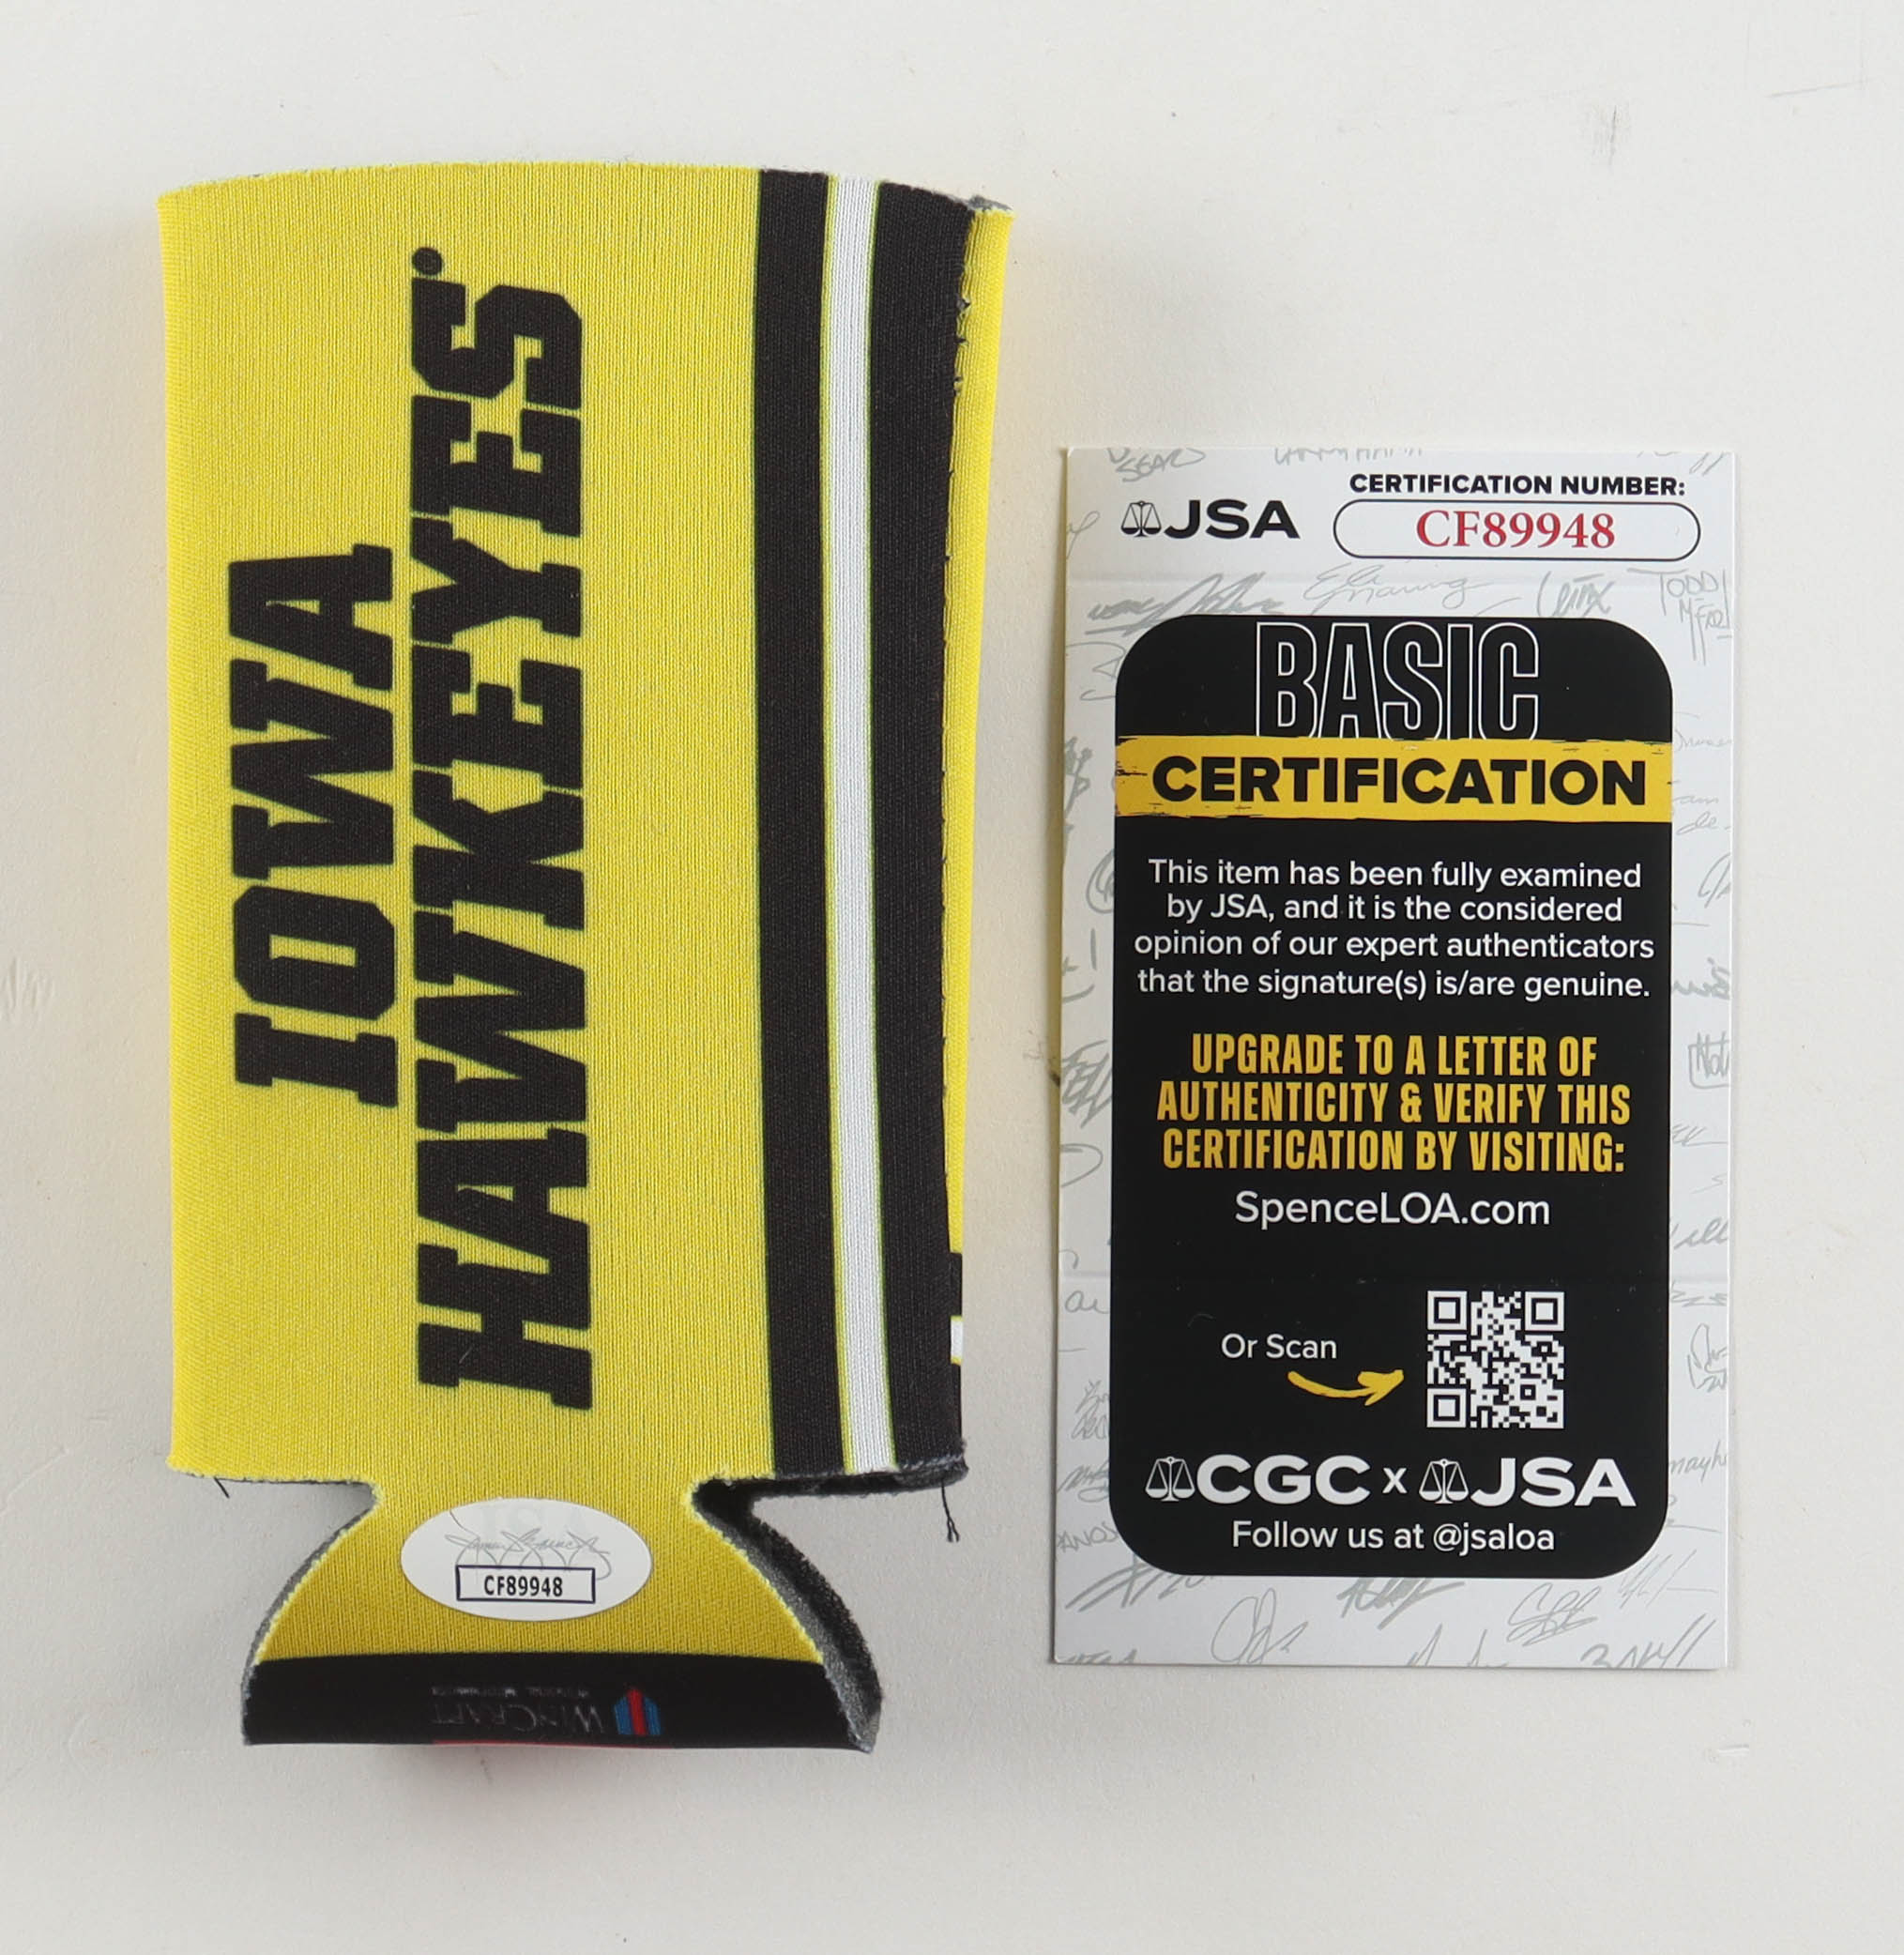 IOWA
HAWKEYES
CF89948
WINCRAFT
JSA
CERTIFICATION NUMBER:
CF89948
BASIC
CERTIFICATION
This item has been fully examined
by JSA, and it is the considered
opinion of our expert authenticators
that the signature(s) is/are genuine.
UPGRADE TO A LETTER OF
AUTHENTICITY & VERIFY THIS
CERTIFICATION BY VISITING:
SpenceLOA.com
Or Scan
CGC x JSA
Follow us at @jsaloa